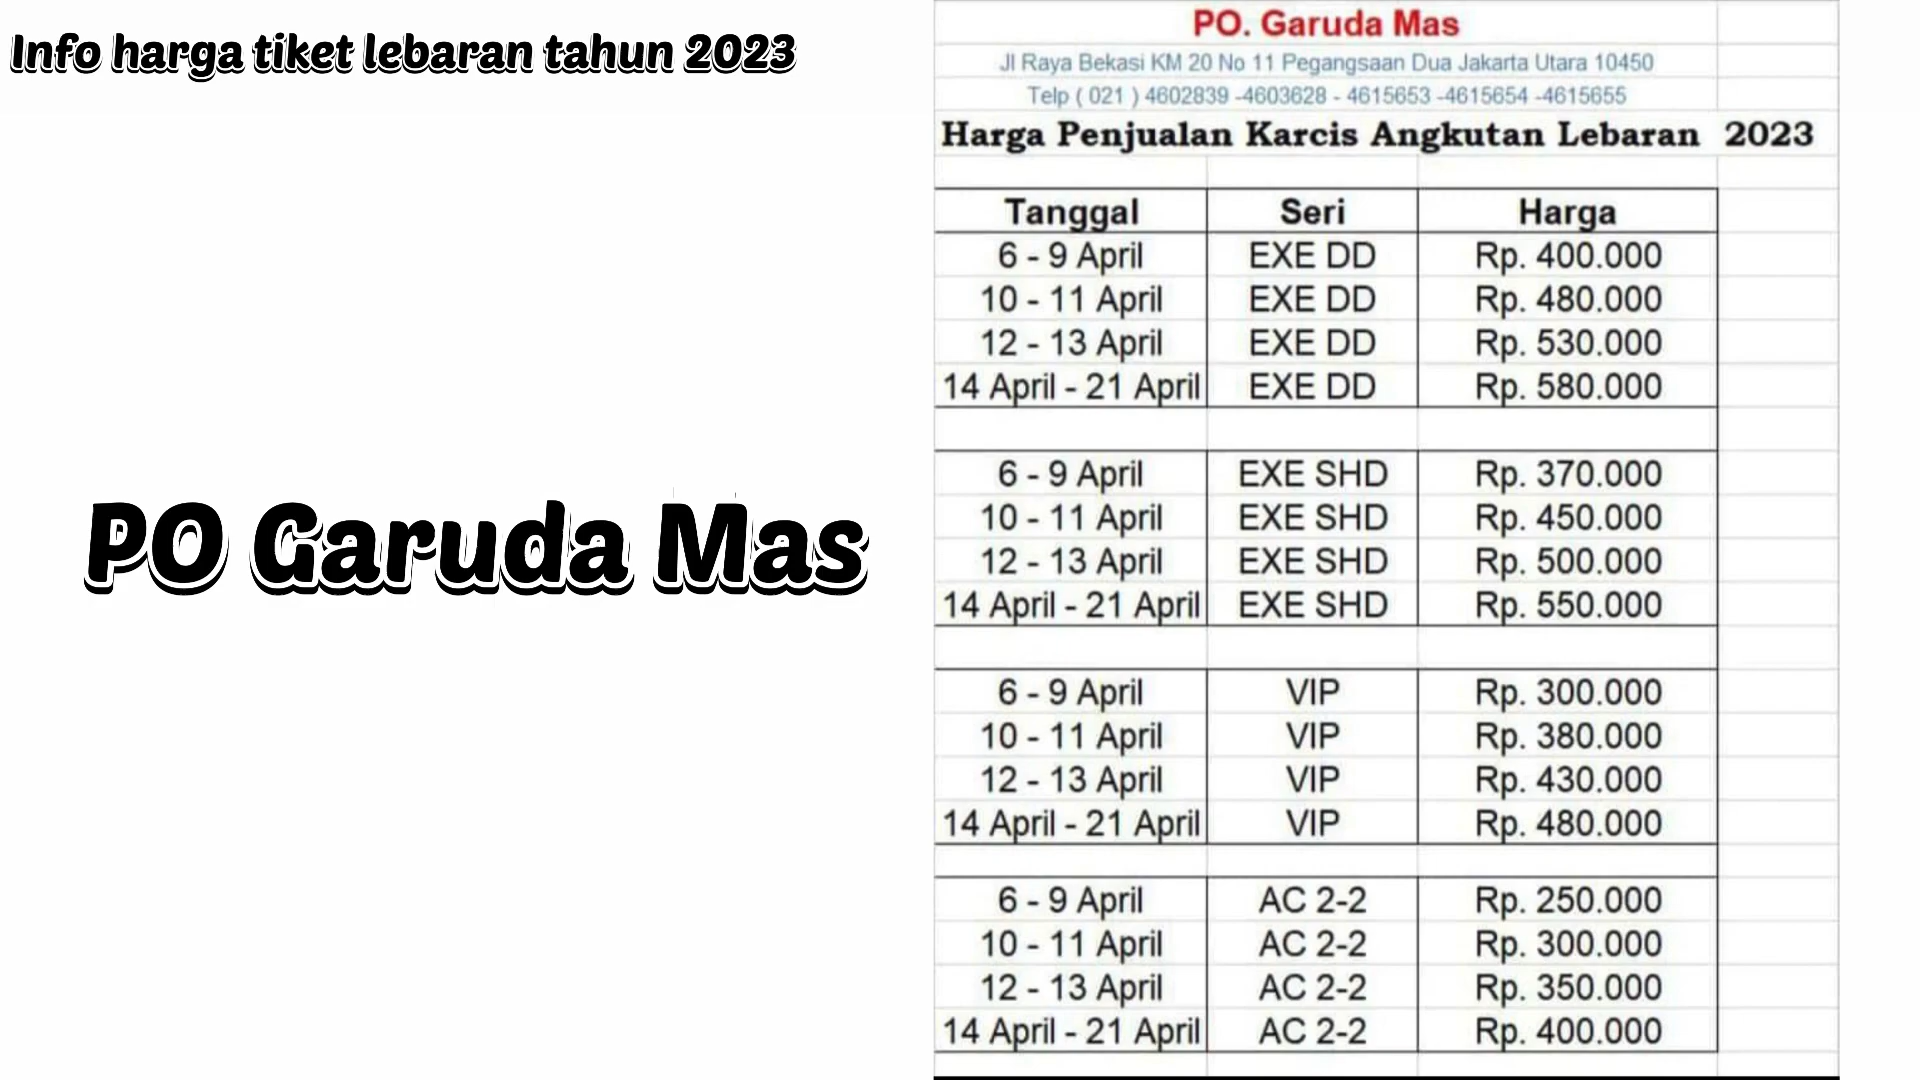 Info harga tiket lebaran tahun 2023
PO Garuda Mas
PO. Garuda Mas
Jl Raya Bekasi KM 20 No 11 Pegangsaan Dua Jakarta Utara 10450
Telp ( 021 ) 4602839 -4603628 - 4615653 -4615654 -4615655
Harga Penjualan Karcis Angkutan Lebaran 2023
Tanggal Seri Harga
6 - 9 April EXE DD Rp. 400.000
10 - 11 April EXE DD Rp. 480.000
12 - 13 April EXE DD Rp. 530.000
14 April - 21 April EXE DD Rp. 580.000
6 - 9 April EXE SHD Rp. 370.000
10 - 11 April EXE SHD Rp. 450.000
12 - 13 April EXE SHD Rp. 500.000
14 April - 21 April EXE SHD Rp. 550.000
6 - 9 April VIP Rp. 300.000
10 - 11 April VIP Rp. 380.000
12 - 13 April VIP Rp. 430.000
14 April - 21 April VIP Rp. 480.000
6 - 9 April AC 2-2 Rp. 250.000
10 - 11 April AC 2-2 Rp. 300.000
12 - 13 April AC 2-2 Rp. 350.000
14 April - 21 April AC 2-2 Rp. 400.000